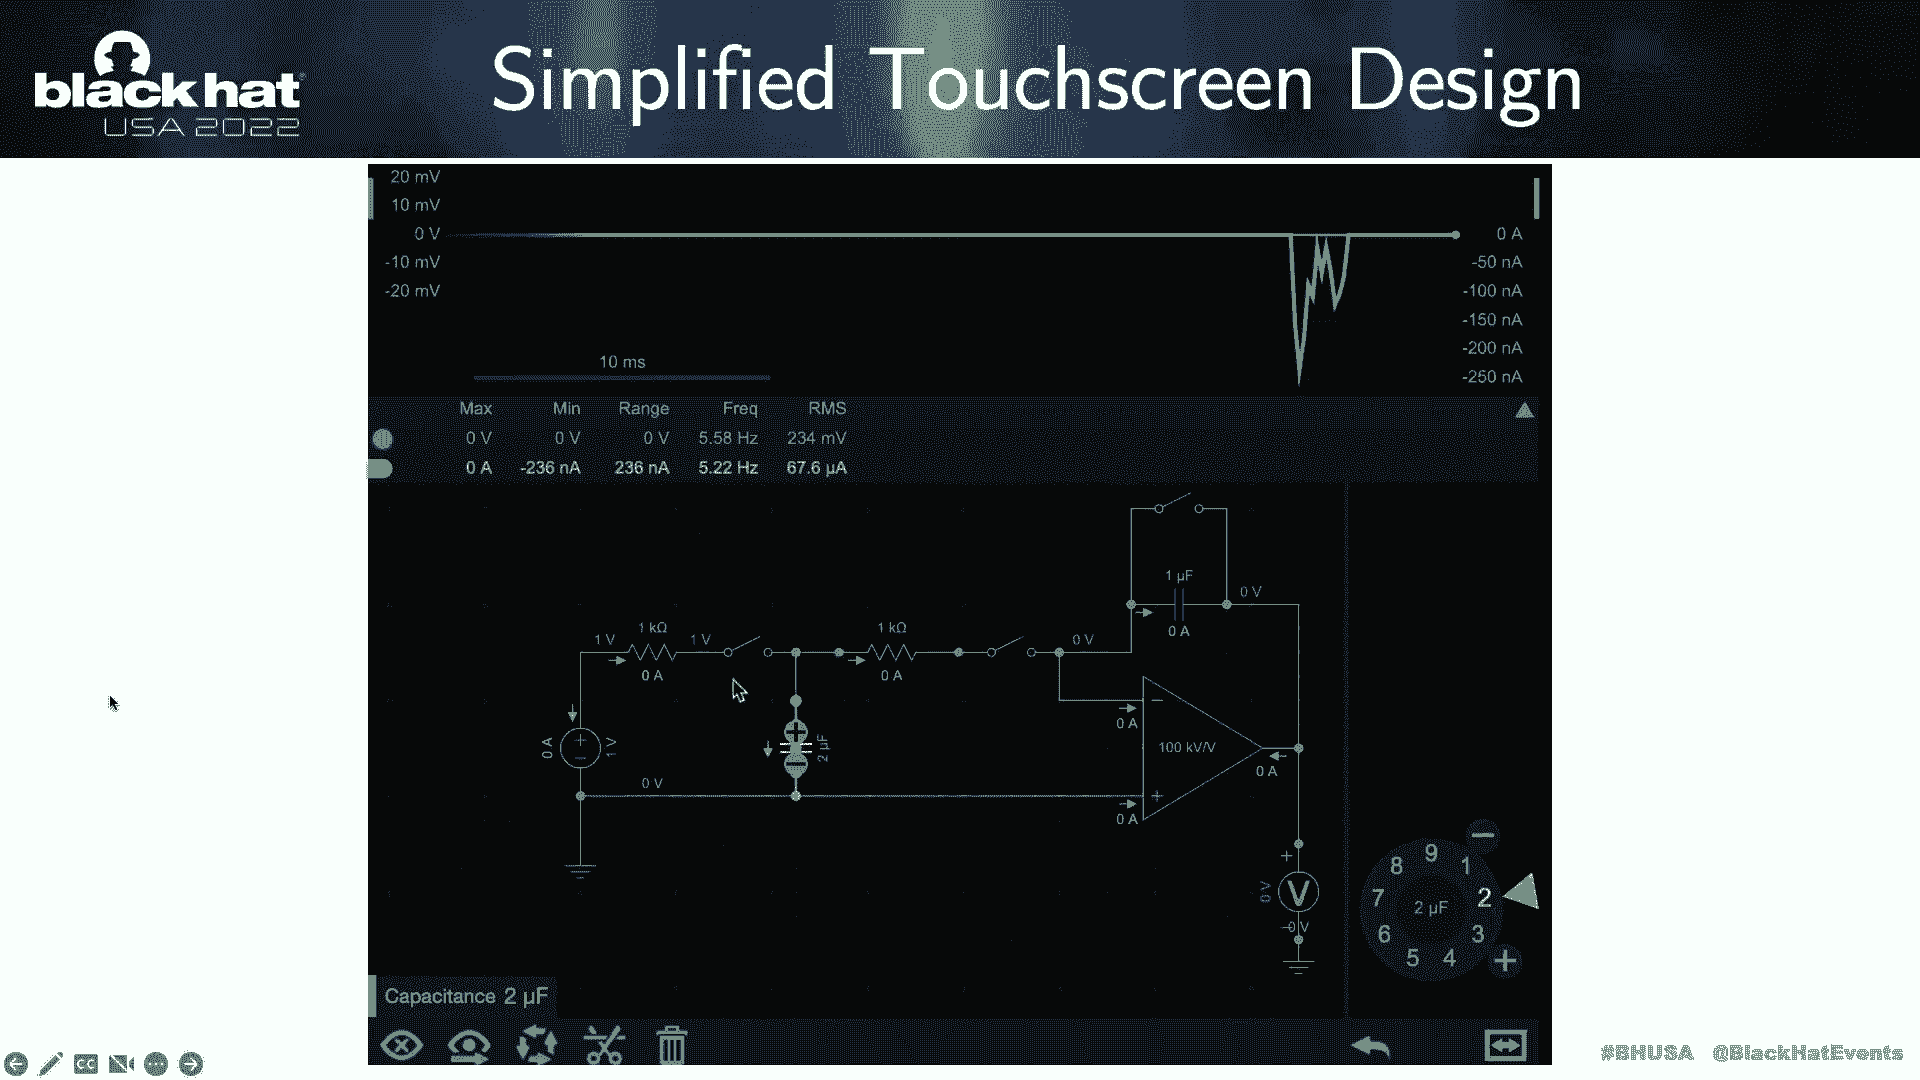 black hat
USA 2022
Simplified Touchscreen Design
20 mV
10 mV
0 V
-10 mV
-20 mV
0 A
-50 nA
-100 nA
-150 nA
-200 nA
-250 nA
10 ms
Max Min Range Freq RMS
0 V 0 V 0 V 5.58 Hz 234 mV
0 A -236 nA 236 nA 5.22 Hz 67.6 µA
1 µF
0 V
0 A
1 V
1 kΩ
1 V
0 A
1 kΩ
0 A
0 V
0 A
100 kV/V
0 A
0 A
0 A
1 V
2 µF
0 V
+
0 V
V
-0 V
9
8 1
7 2 µF 2
6 3
5 4
Capacitance 2 µF
CC
#BHUSA @BlackHatEvents